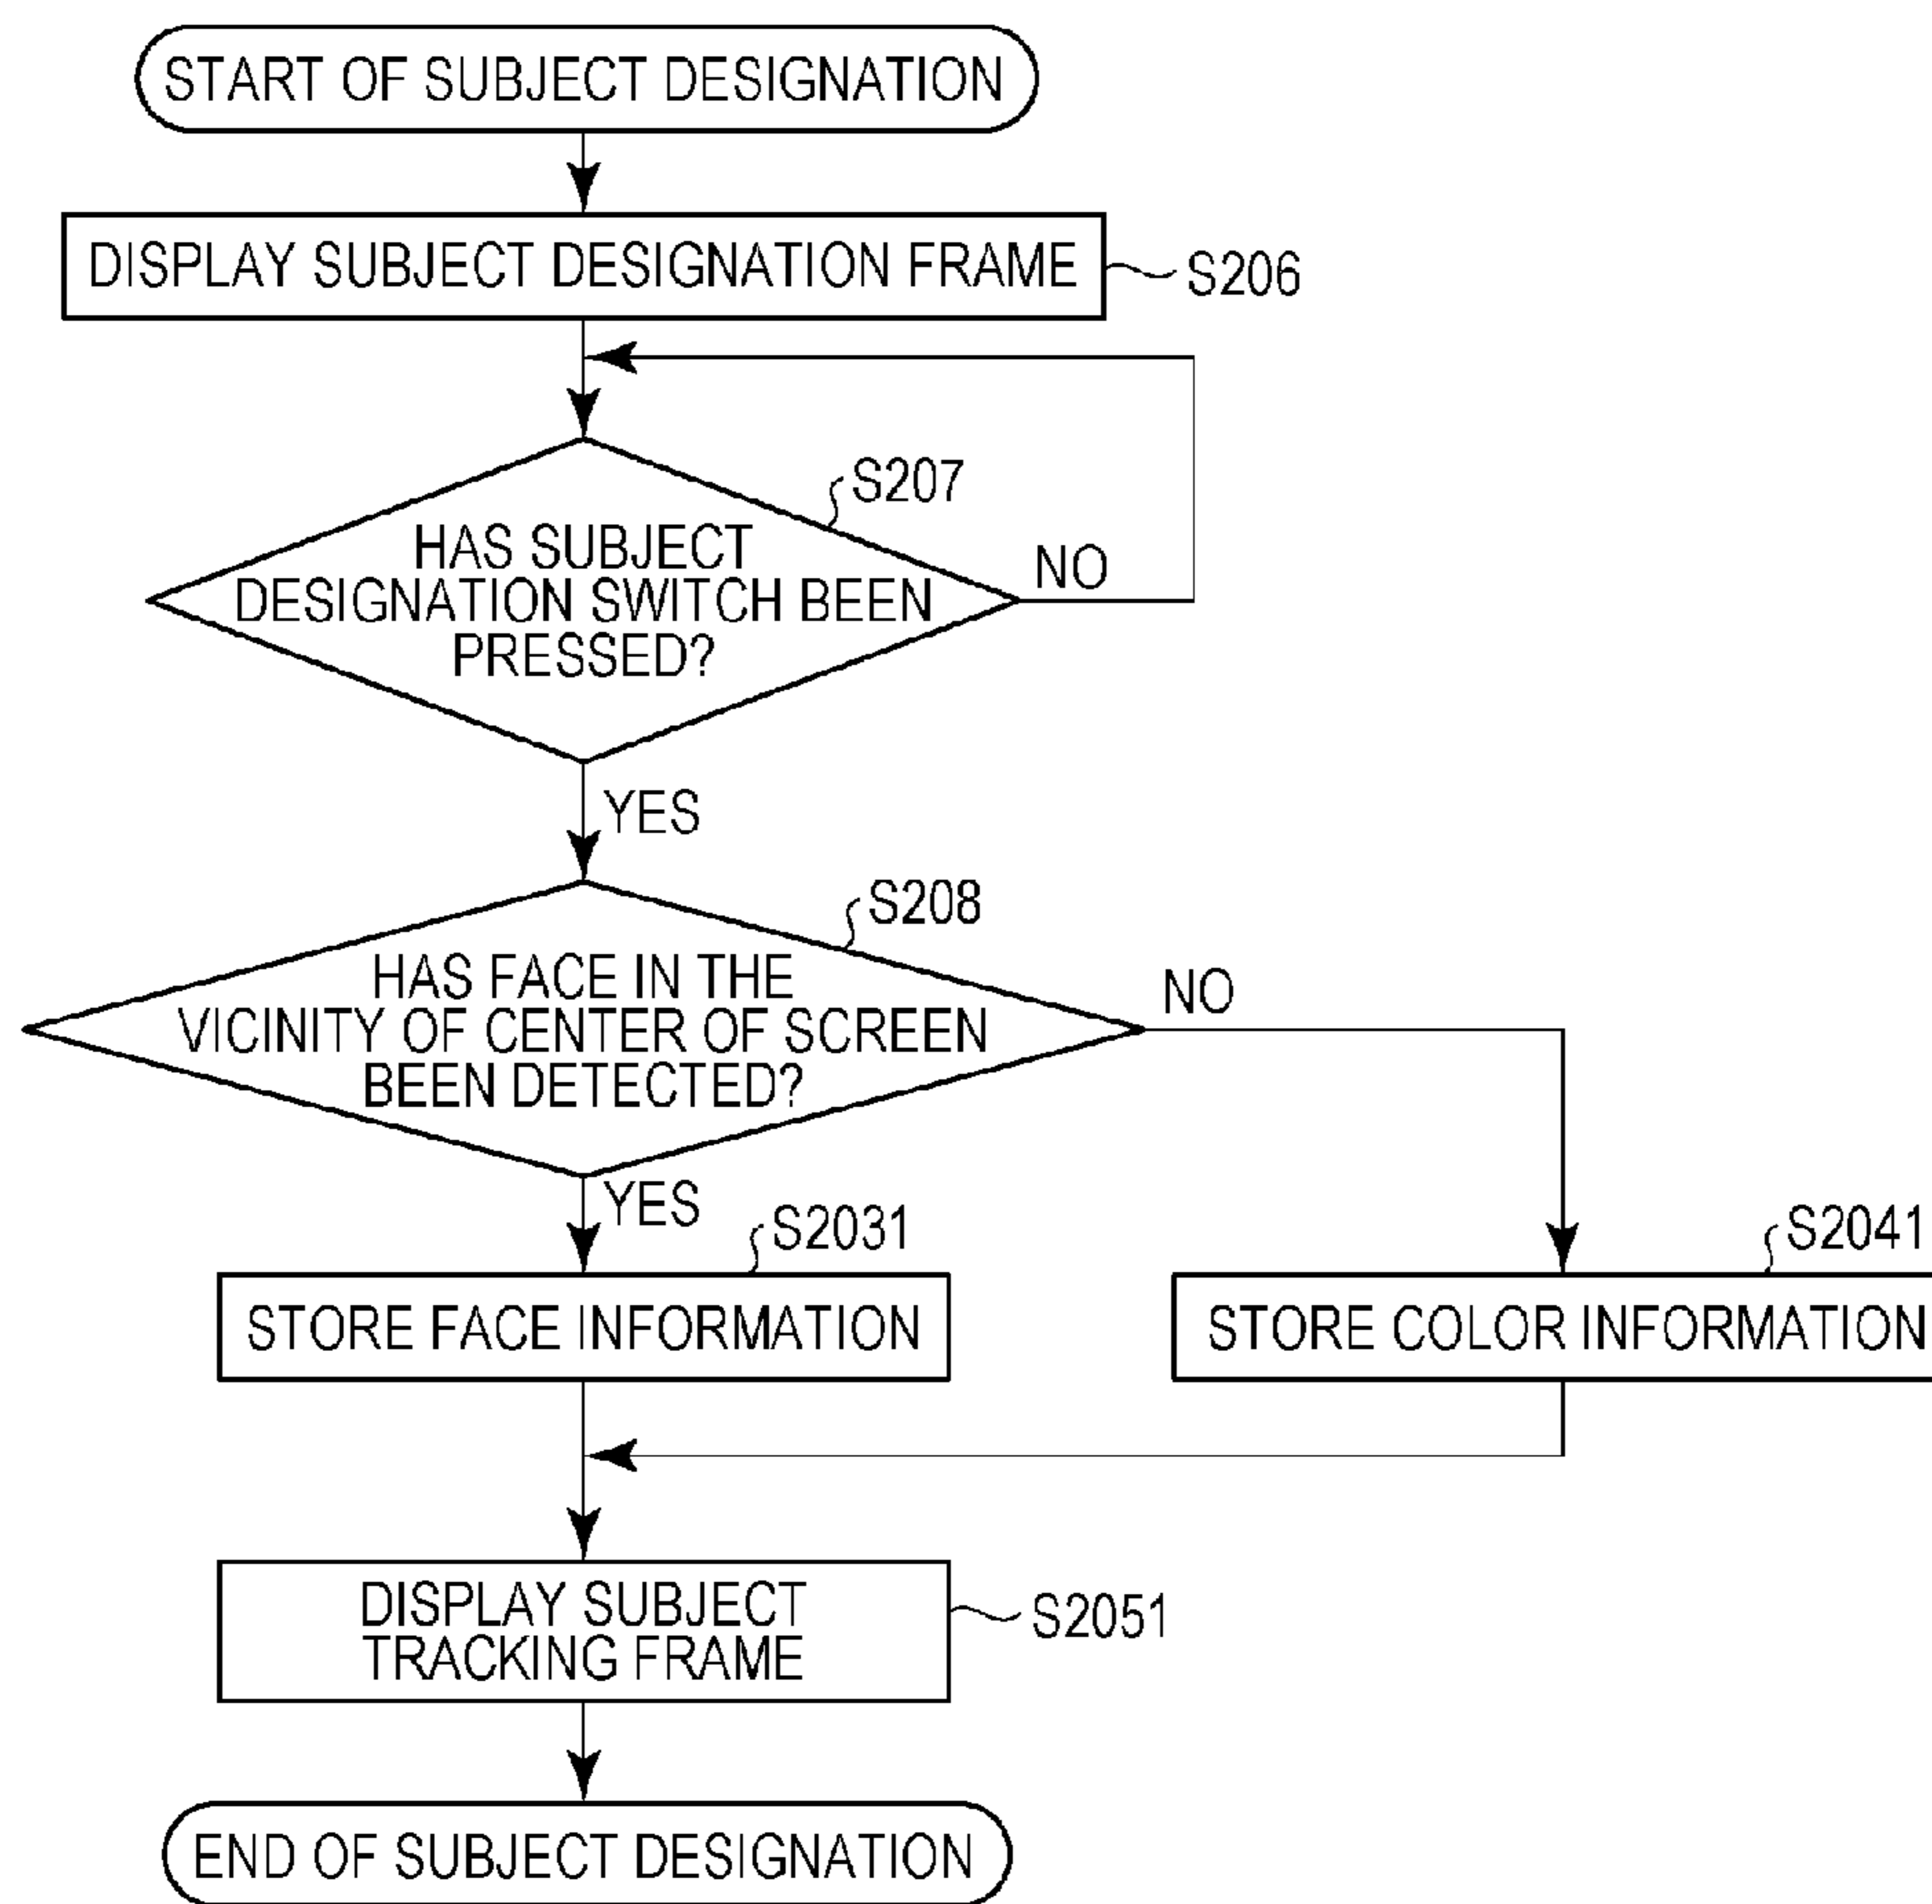 START OF SUBJECT DESIGNATION
DISPLAY SUBJECT DESIGNATION FRAME
S206
S207
HAS SUBJECT
DESIGNATION SWITCH BEEN
PRESSED?
NO
YES
S208
HAS FACE IN THE
VICINITY OF CENTER OF SCREEN
BEEN DETECTED?
NO
YES
S2031
S2041
STORE FACE INFORMATION
STORE COLOR INFORMATION
DISPLAY SUBJECT
TRACKING FRAME
S2051
END OF SUBJECT DESIGNATION